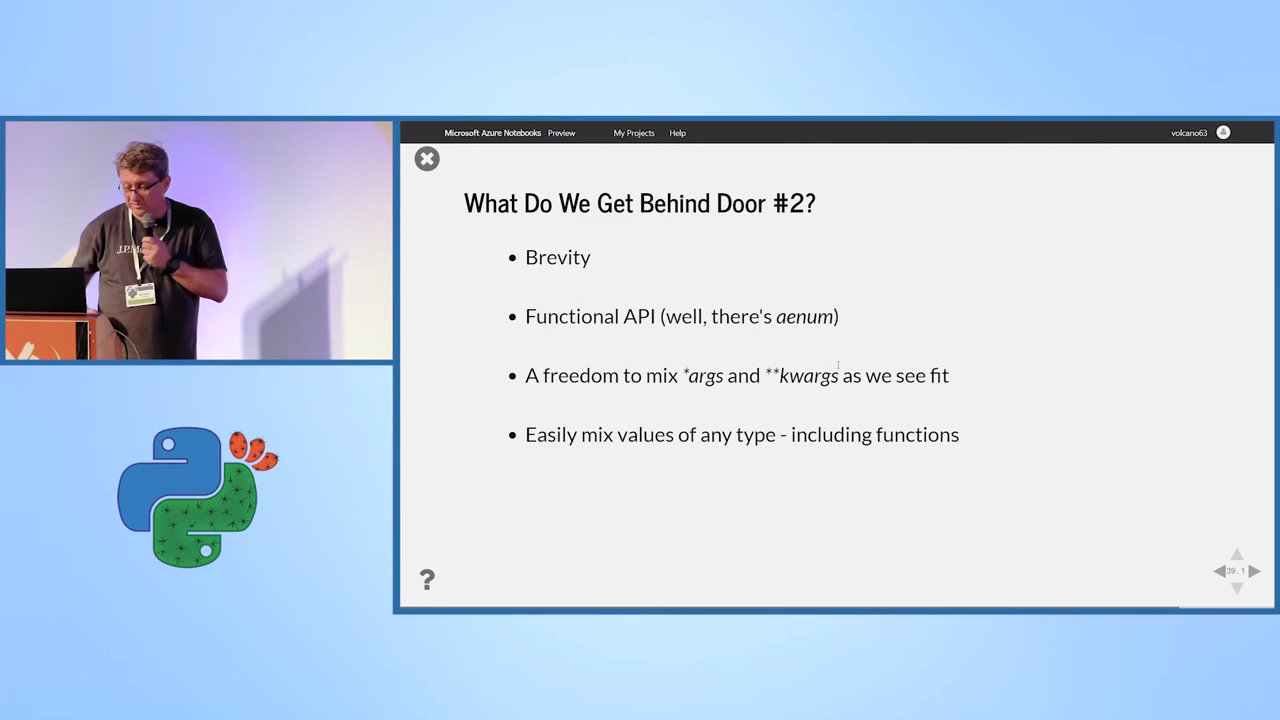 Microsoft Azure Notebooks Preview My Projects Help volcano63
What Do We Get Behind Door #2?
• Brevity
• Functional API (well, there's aenum)
• A freedom to mix *args and **kwargs as we see fit
• Easily mix values of any type - including functions
?
39.1